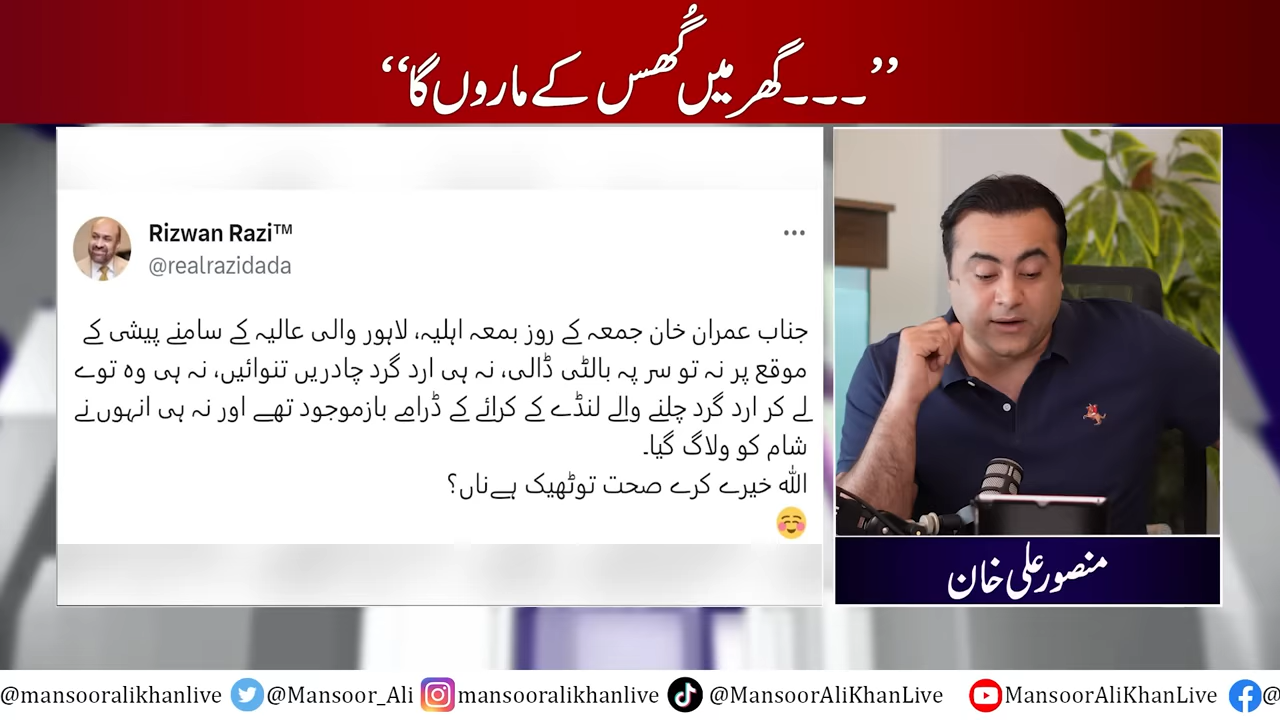 ”۔۔۔گھر میں گُھس کے ماروں گا“
Rizwan Razi™
@realrazidada
جناب عمران خان جمعہ کے روز بمعہ اہلیہ، لاہور والی عالیہ کے سامنے پیشی کے
موقع پر نہ تو سر پہ بالٹی ڈالی، نہ ہی ارد گرد چادریں تنوائیں، نہ ہی وہ توے
لے کر ارد گرد چلنے والے لنڈے کے کرائے کے ڈرامے بازموجود تھے اور نہ ہی انہوں نے
شام کو ولاگ گیا۔
اللہ خیرے کرے صحت توٹھیک ہےناں؟
☺️
منصور علی خان
@mansooralikhanlive @Mansoor_Ali mansooralikhanlive @MansoorAliKhanLive MansoorAliKhanLive @